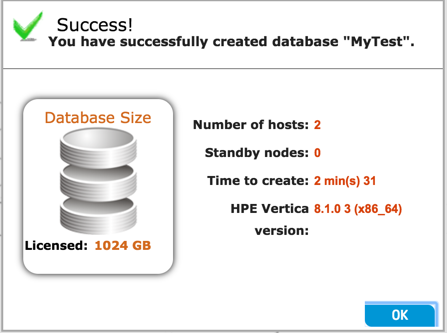 Success!
You have successfully created database "MyTest".
Database Size
Licensed: 1024 GB
Number of hosts: 2
Standby nodes: 0
Time to create: 2 min(s) 31
HPE Vertica 8.1.0 3 (x86_64)
version:
OK